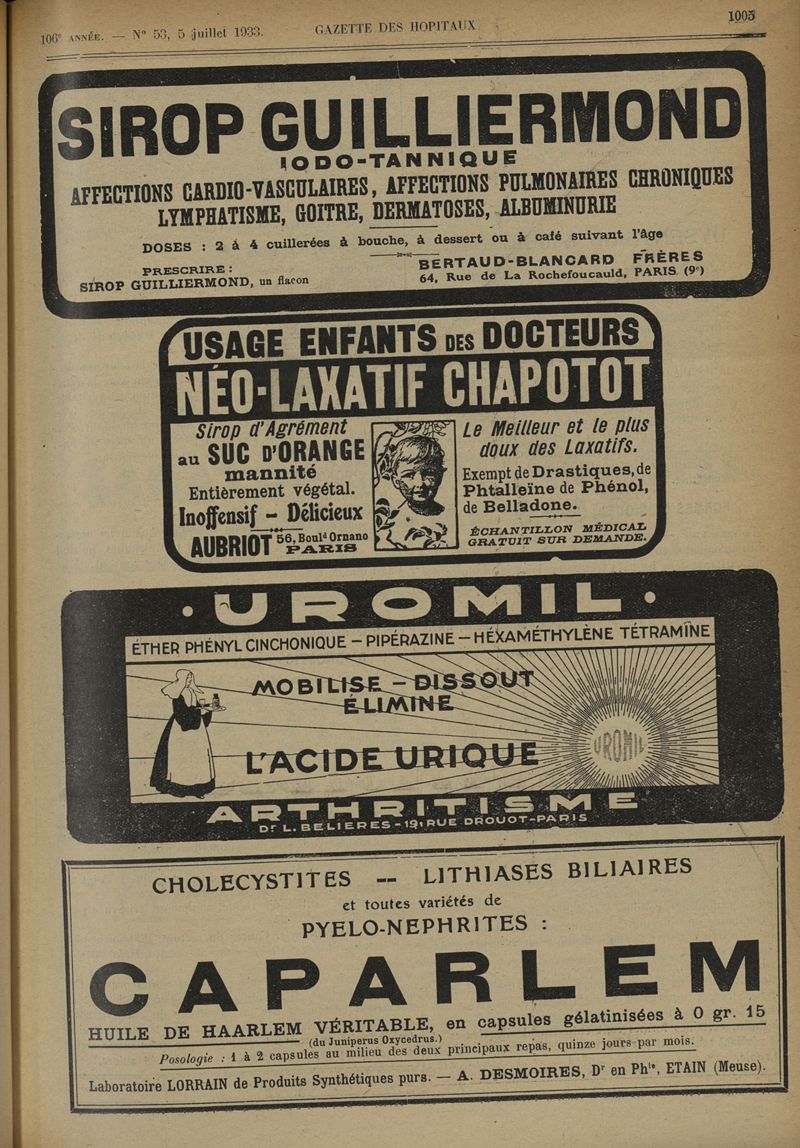 106e ANNÉE. — No 53, 5 juillet 1933.
GAZETTE DES HOPITAUX
1005
SIROP GUILLIERMOND
IODO-TANNIQUE
AFFECTIONS CARDIO-VASCULAIRES, AFFECTIONS PULMONAIRES CHRONIQUES
LYMPHATISME, GOITRE, DERMATOSES, ALBUMINURIE
DOSES : 2 à 4 cuillerées à bouche, à dessert ou à café suivant l'âge
PRESCRIRE :
SIROP GUILLIERMOND, un flacon
BERTAUD-BLANCARD FRÈRES
64, Rue de La Rochefoucauld, PARIS (9e)
USAGE ENFANTS DES DOCTEURS
NÉO-LAXATIF CHAPOTOT
Sirop d'Agrément
au SUC D'ORANGE
mannité
Entièrement végétal.
Inoffensif - Délicieux
AUBRIOT 56, Bould Ornano
PARIS
Le Meilleur et le plus
doux des Laxatifs.
Exempt de Drastiques, de
Phtalleïne de Phénol,
de Belladone.
ÉCHANTILLON MÉDICAL
GRATUIT SUR DEMANDE.
· UROMIL ·
ÉTHER PHÉNYL CINCHONIQUE — PIPÉRAZINE — HÉXAMÉTHYLÈNE TÉTRAMÎNE
MOBILISE - DISSOUT
ÉLIMINE
L'ACIDE URIQUE
UROMIL
ARTHRITISME
Dr L. BELIERES - 19, RUE DROUOT - PARIS
CHOLECYSTITES — LITHIASES BILIAIRES
et toutes variétés de
PYELO-NEPHRITES :
CAPARLEM
HUILE DE HAARLEM VÉRITABLE, en capsules gélatinisées à 0 gr. 15
(du Juniperus Oxycedrus.)
Posologie : 1 à 2 capsules au milieu des deux principaux repas, quinze jours par mois.
Laboratoire LORRAIN de Produits Synthétiques purs. — A. DESMOIRES, Dr en Phie, ETAIN (Meuse).